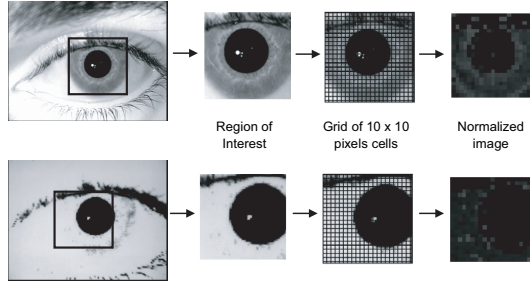 Region of
Interest
Grid of 10 x 10
pixels cells
Normalized
image